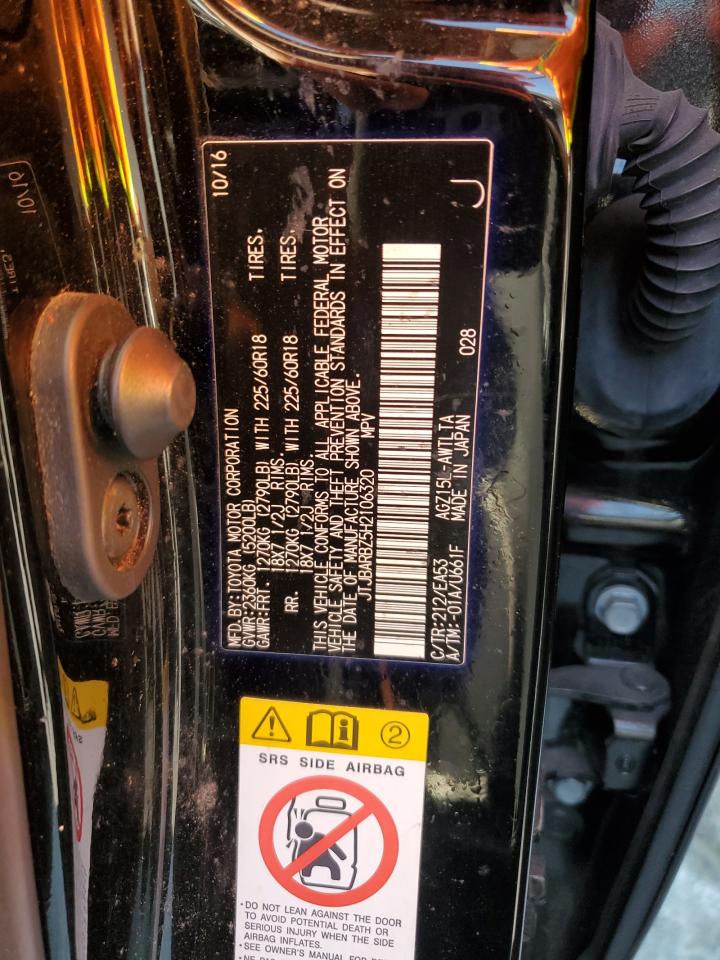 10/16
MFD.BY:TOYOTA MOTOR CORPORATION
GVWR:2360KG (5200LB)
GAWR:FRT. 1270KG (2790LB) WITH 225/60R18 TIRES,
18X7 1/2J RIMS
RR. 1270KG (2790LB) WITH 225/60R18 TIRES,
18X7 1/2J RIMS
THIS VEHICLE CONFORMS TO ALL APPLICABLE FEDERAL MOTOR
VEHICLE SAFETY AND THEFT PREVENTION STANDARDS IN EFFECT ON
THE DATE OF MANUFACTURE SHOWN ABOVE.
JTJBARBZ5H2106320 MPV
C/TR:212/EA53 AGZ15L-AWTLTA
A/TM:-01A/U661F MADE IN JAPAN 028
J
2
SRS SIDE AIRBAG
•DO NOT LEAN AGAINST THE DOOR
TO AVOID POTENTIAL DEATH OR
SERIOUS INJURY WHEN THE SIDE
AIRBAG INFLATES.
•SEE OWNER'S MANUAL FOR